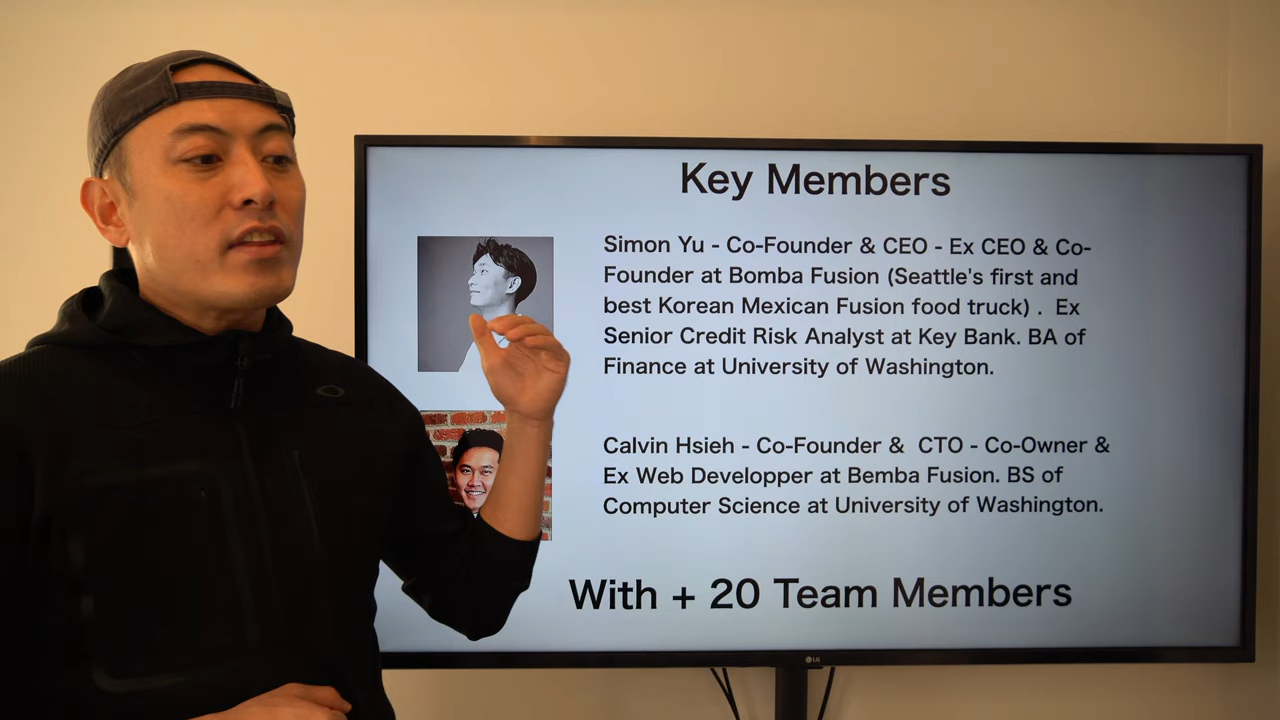 Key Members
Simon Yu - Co-Founder & CEO - Ex CEO & Co-
Founder at Bomba Fusion (Seattle's first and
best Korean Mexican Fusion food truck) . Ex
Senior Credit Risk Analyst at Key Bank. BA of
Finance at University of Washington.
Calvin Hsieh - Co-Founder & CTO - Co-Owner &
Ex Web Developper at Bemba Fusion. BS of
Computer Science at University of Washington.
With + 20 Team Members
LG